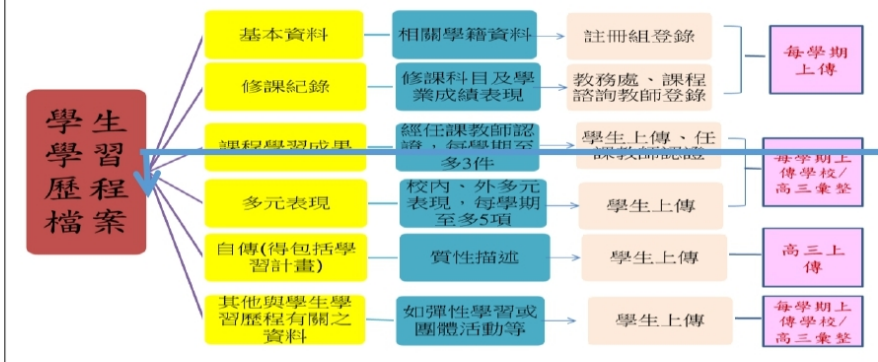 學生
學習
歷程
檔案
基本資料
相關學籍資料
註冊組登錄
每學期
上傳
修課紀錄
修課科目及學
業成績表現
教務處、課程
諮詢教師登錄
課程學習成果
經任課教師認
證，每學期至
多3件
學生上傳、任
課教師認證
每學期上
傳學校/
高三彙整
多元表現
校內、外多元
表現，每學期
至多5項
學生上傳
自傳(得包括學
習計畫)
質性描述
學生上傳
高三上
傳
其他與學生學
習歷程有關之
資料
如彈性學習或
團體活動等
學生上傳
每學期上
傳學校/
高三彙整